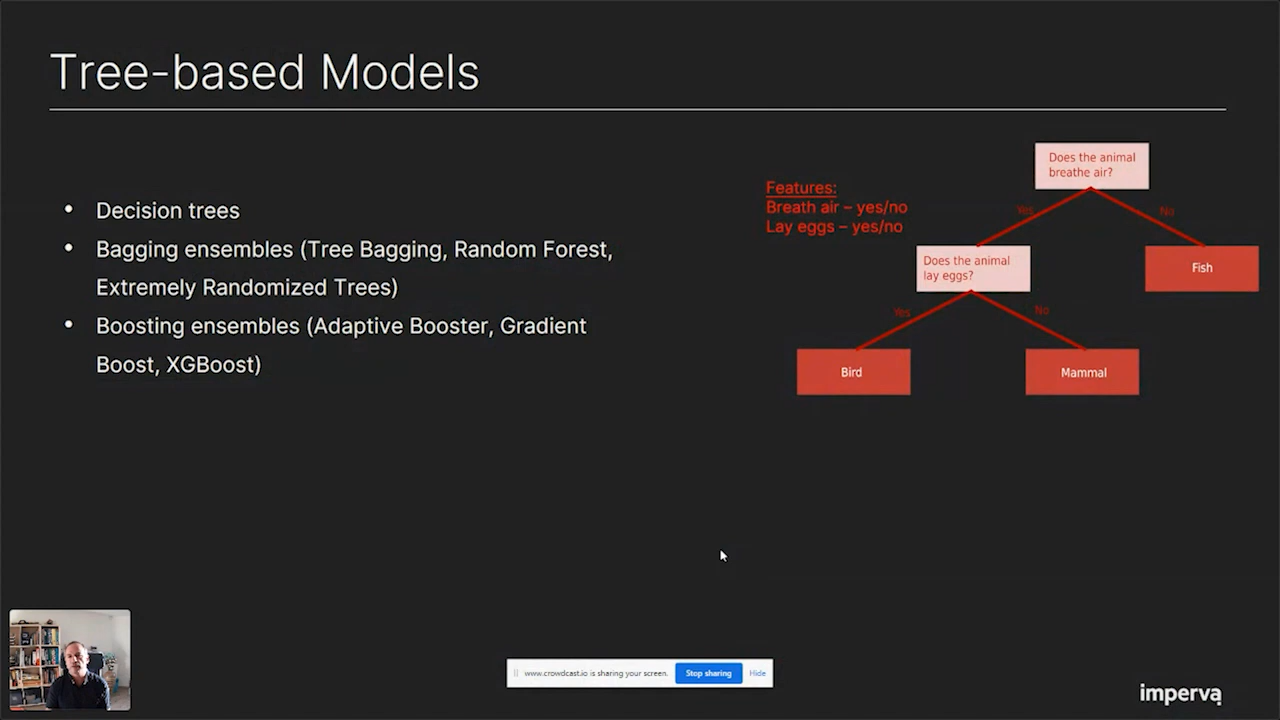 Tree-based Models
• Decision trees
• Bagging ensembles (Tree Bagging, Random Forest,
Extremely Randomized Trees)
• Boosting ensembles (Adaptive Booster, Gradient
Boost, XGBoost)
Features:
Breath air – yes/no
Lay eggs – yes/no
Does the animal
breathe air?
Yes
No
Does the animal
lay eggs?
Fish
Yes
No
Bird
Mammal
www.crowdcast.io is sharing your screen.
Stop sharing
Hide
imperva